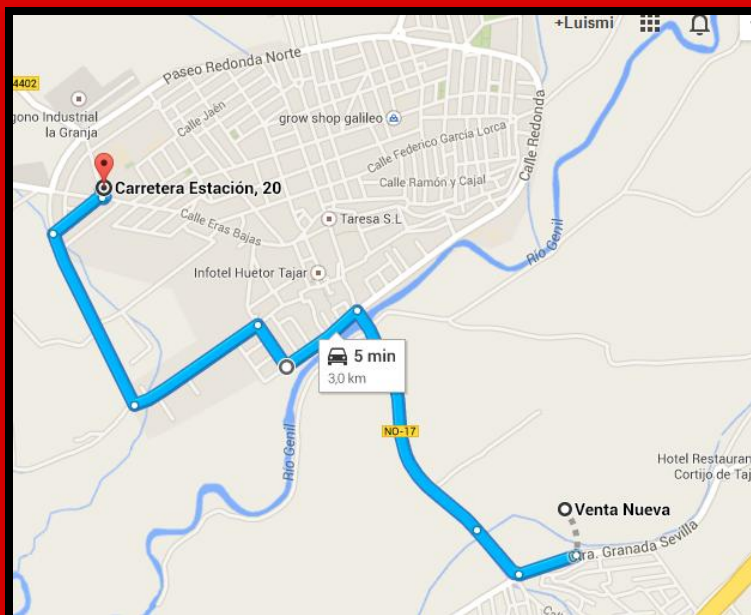 +Luismi
Paseo Redonda Norte
4402
gono Industrial
la Granja
Calle Jaén
grow shop galileo
Calle Federico García Lorca
Calle Redonda
Carretera Estación, 20
Calle Ramón y Cajal
Calle Eras Bajas
Taresa S.L
Río Genil
Infotel Huetor Tajar
5 min
3,0 km
NO-17
Río Genil
Hotel Restauran
Cortijo de Taj
Venta Nueva
Ctra. Granada Sevilla